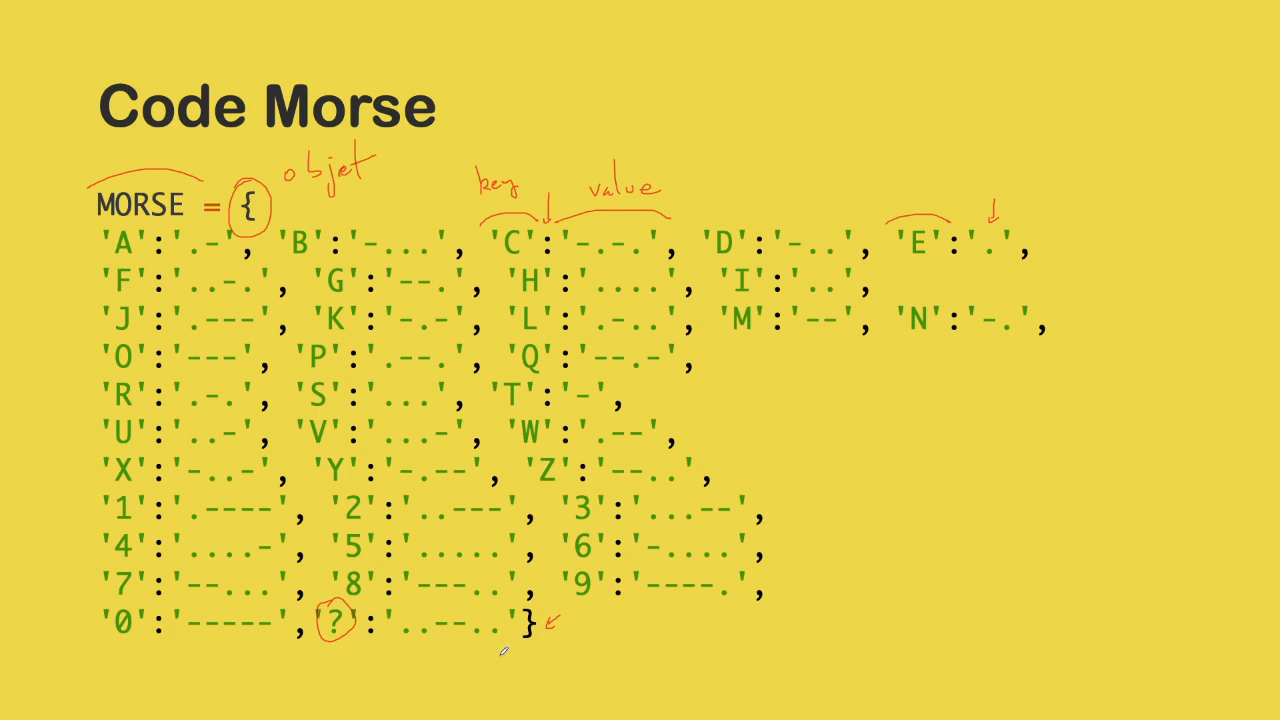 Code Morse
objet
key value
MORSE = {
'A':'.-', 'B':'-...', 'C':'-.-.', 'D':'-..', 'E':'.',
'F':'..-.', 'G':'--.', 'H':'....', 'I':'..',
'J':'.---', 'K':'-.-', 'L':'.-..', 'M':'--', 'N':'-.',
'O':'---', 'P':'.--.', 'Q':'--.-',
'R':'.-.', 'S':'...', 'T':'-',
'U':'..-', 'V':'...-', 'W':'.--',
'X':'-..-', 'Y':'-.--', 'Z':'--..',
'1':'.----', '2':'..---', '3':'...--',
'4':'....-', '5':'.....', '6':'-....',
'7':'--...', '8':'---..', '9':'----.',
'0':'-----','?':'..--..'}